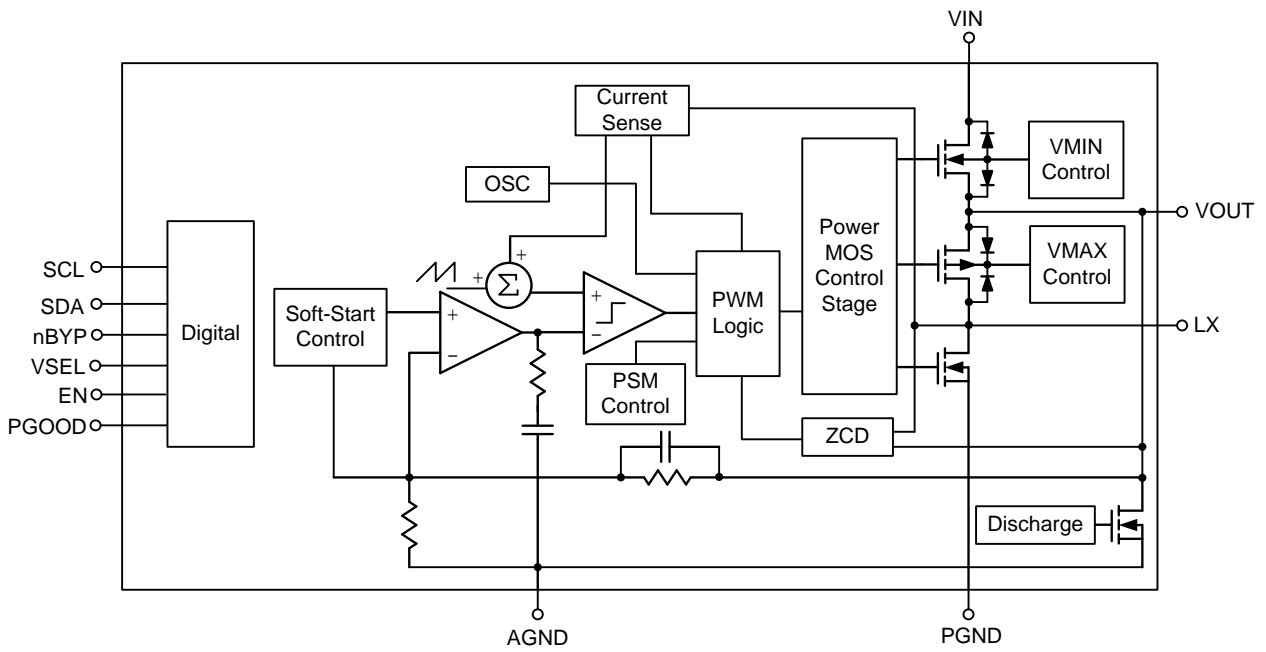 VIN
Current
Sense
VMIN
Control
OSC
VOUT
Power
MOS
Control
Stage
VMAX
Control
SCL
SDA
nBYP
VSEL
EN
PGOOD
Digital
Soft-Start
Control
+
−
+
+
Σ
+
−
PWM
Logic
LX
PSM
Control
ZCD
Discharge
AGND
PGND